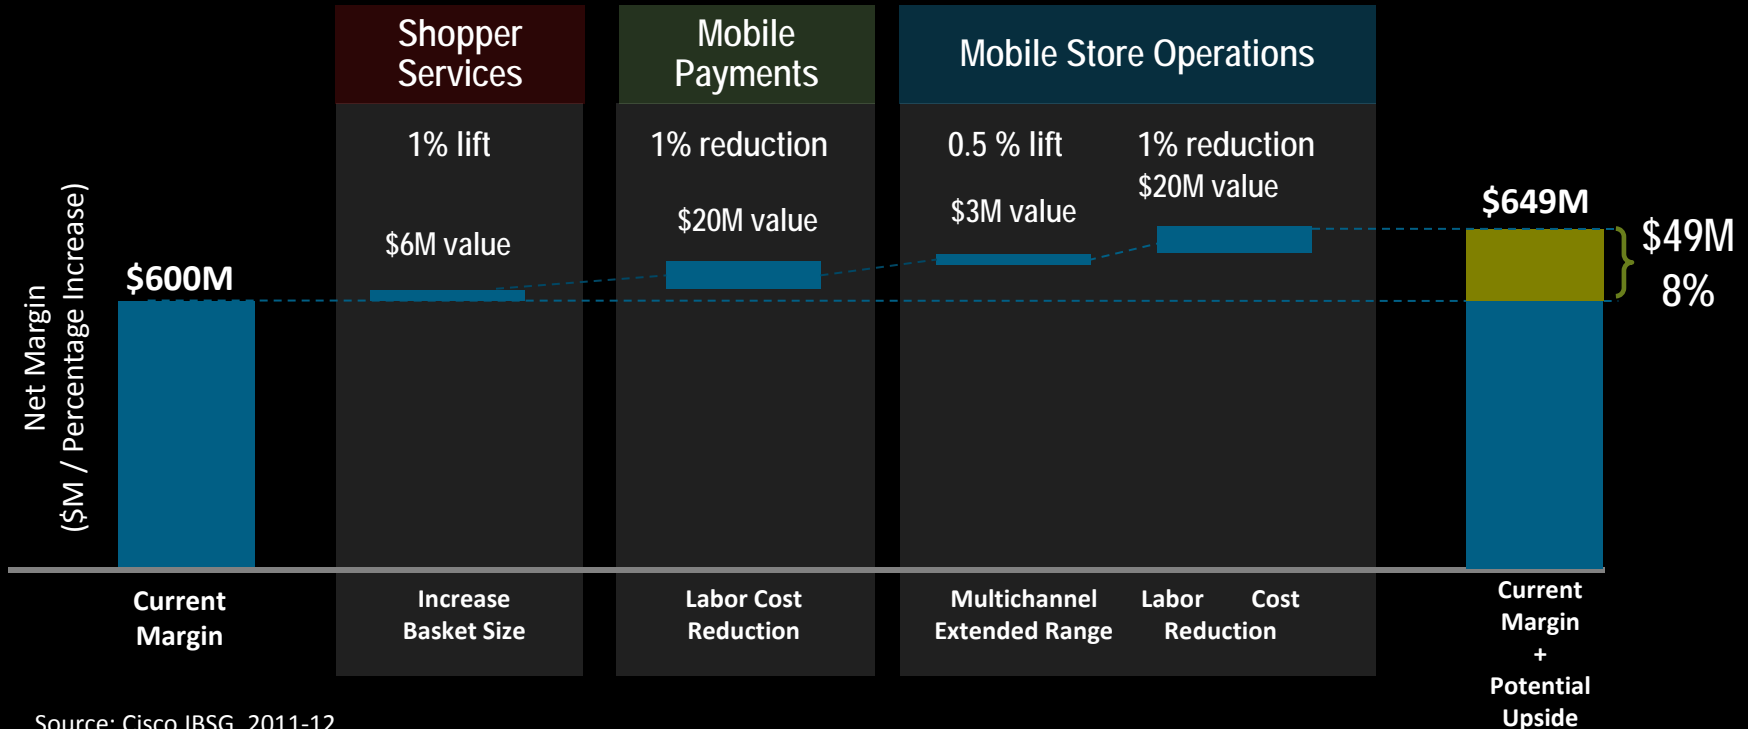 Shopper
Services
Mobile
Payments
Mobile Store Operations
1% lift
1% reduction
0.5 % lift
1% reduction
$6M value
$20M value
$3M value
$20M value
$600M
$649M
$49M
8%
Net Margin
($M / Percentage Increase)
Current
Margin
Increase
Basket Size
Labor Cost
Reduction
Multichannel
Extended Range
Labor Cost
Reduction
Current
Margin
+
Potential
Upside
Source: Cisco IBSG, 2011-12